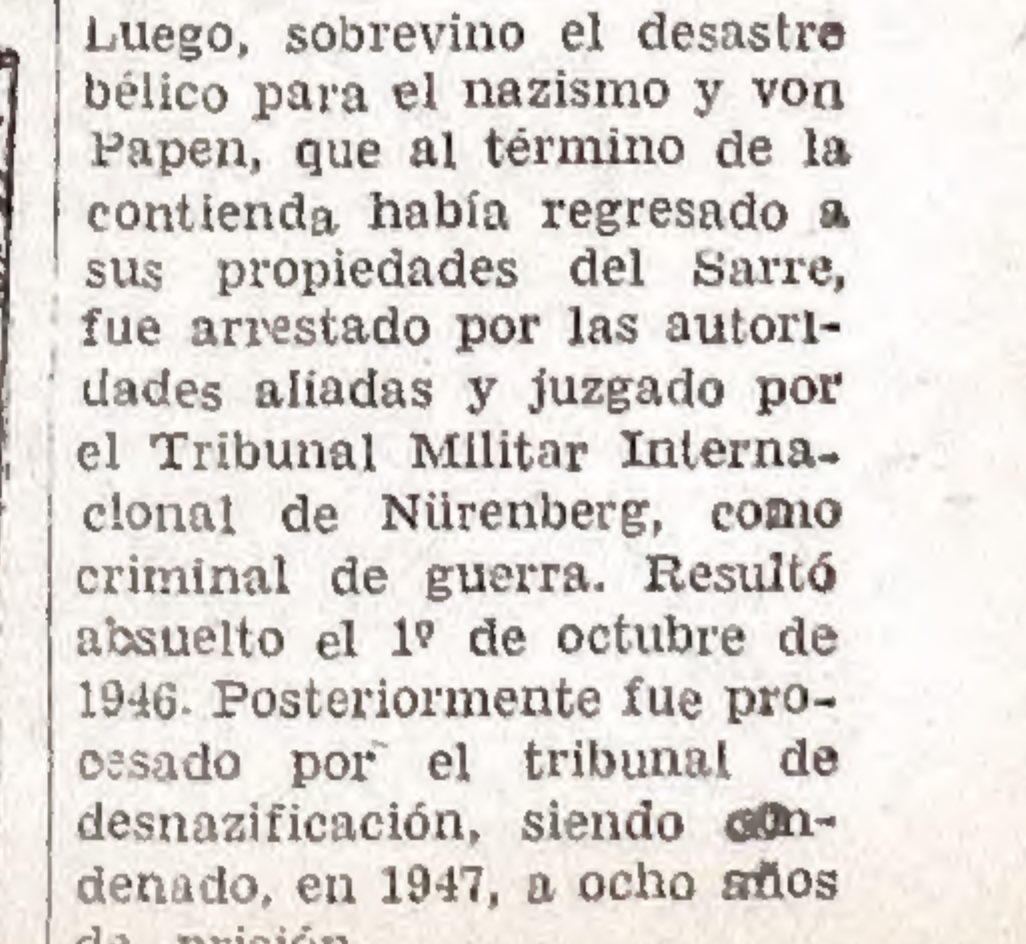 Luego, sobrevino el desastre
bélico para el nazismo y von
Papen, que al término de la
contienda había regresado a
sus propiedades del Sarre,
fue arrestado por las autori-
dades aliadas y juzgado por
el Tribunal Militar Interna-
cional de Nürenberg, como
criminal de guerra. Resultó
absuelto el 1º de octubre de
1946. Posteriormente fue pro-
cesado por el tribunal de
desnazificación, siendo con-
denado, en 1947, a ocho años
de prisión